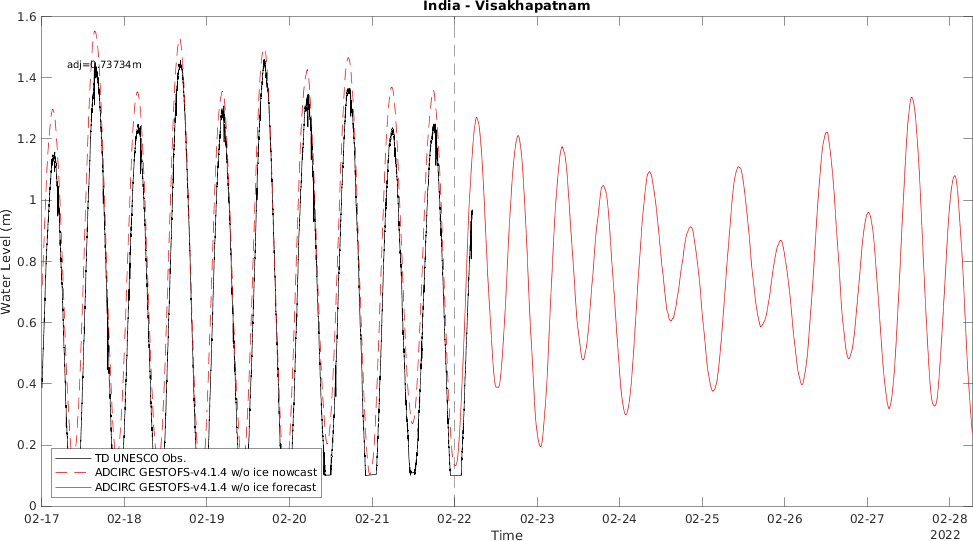 India - Visakhapatnam
1.6
1.4
1.2
1
0.8
0.6
0.4
0.2
0
Water Level (m)
adj=0.73734m
TD UNESCO Obs.
ADCIRC GESTOFS-v4.1.4 w/o ice nowcast
ADCIRC GESTOFS-v4.1.4 w/o ice forecast
02-17 02-18 02-19 02-20 02-21 02-22 02-23 02-24 02-25 02-26 02-27 02-28
2022
Time